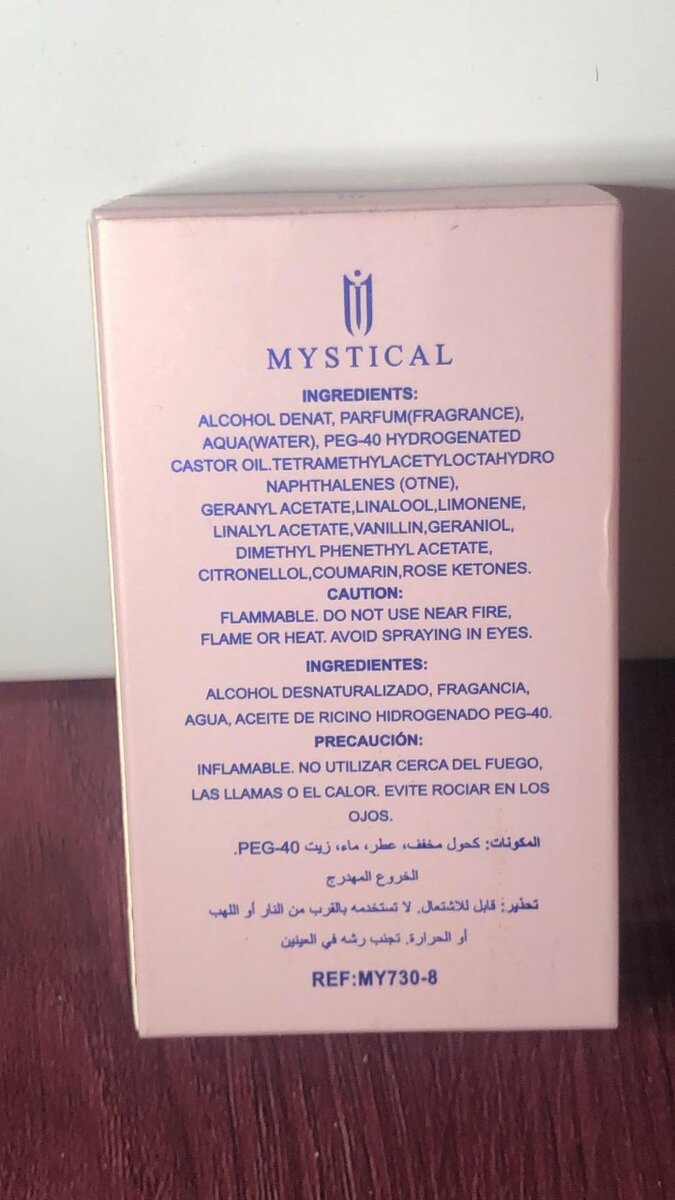 MYSTICAL
INGREDIENTS:
ALCOHOL DENAT, PARFUM(FRAGRANCE),
AQUA(WATER), PEG-40 HYDROGENATED
CASTOR OIL.TETRAMETHYLACETYLOCTAHYDRO
NAPHTHALENES (OTNE),
GERANYL ACETATE,LINALOOL,LIMONENE,
LINALYL ACETATE,VANILLIN,GERANIOL,
DIMETHYL PHENETHYL ACETATE,
CITRONELLOL,COUMARIN,ROSE KETONES.
CAUTION:
FLAMMABLE. DO NOT USE NEAR FIRE,
FLAME OR HEAT. AVOID SPRAYING IN EYES.
INGREDIENTES:
ALCOHOL DESNATURALIZADO, FRAGANCIA,
AGUA, ACEITE DE RICINO HIDROGENADO PEG-40.
PRECAUCIÓN:
INFLAMABLE. NO UTILIZAR CERCA DEL FUEGO,
LAS LLAMAS O EL CALOR. EVITE ROCIAR EN LOS
OJOS.
المكونات: كحول مخفف، عطر، ماء، زيت PEG-40.
الخروع المهدرج
تحذير: قابل للاشتعال. لا تستخدمه بالقرب من النار أو اللهب
أو الحرارة. تجنب رشه في العينين
REF:MY730-8